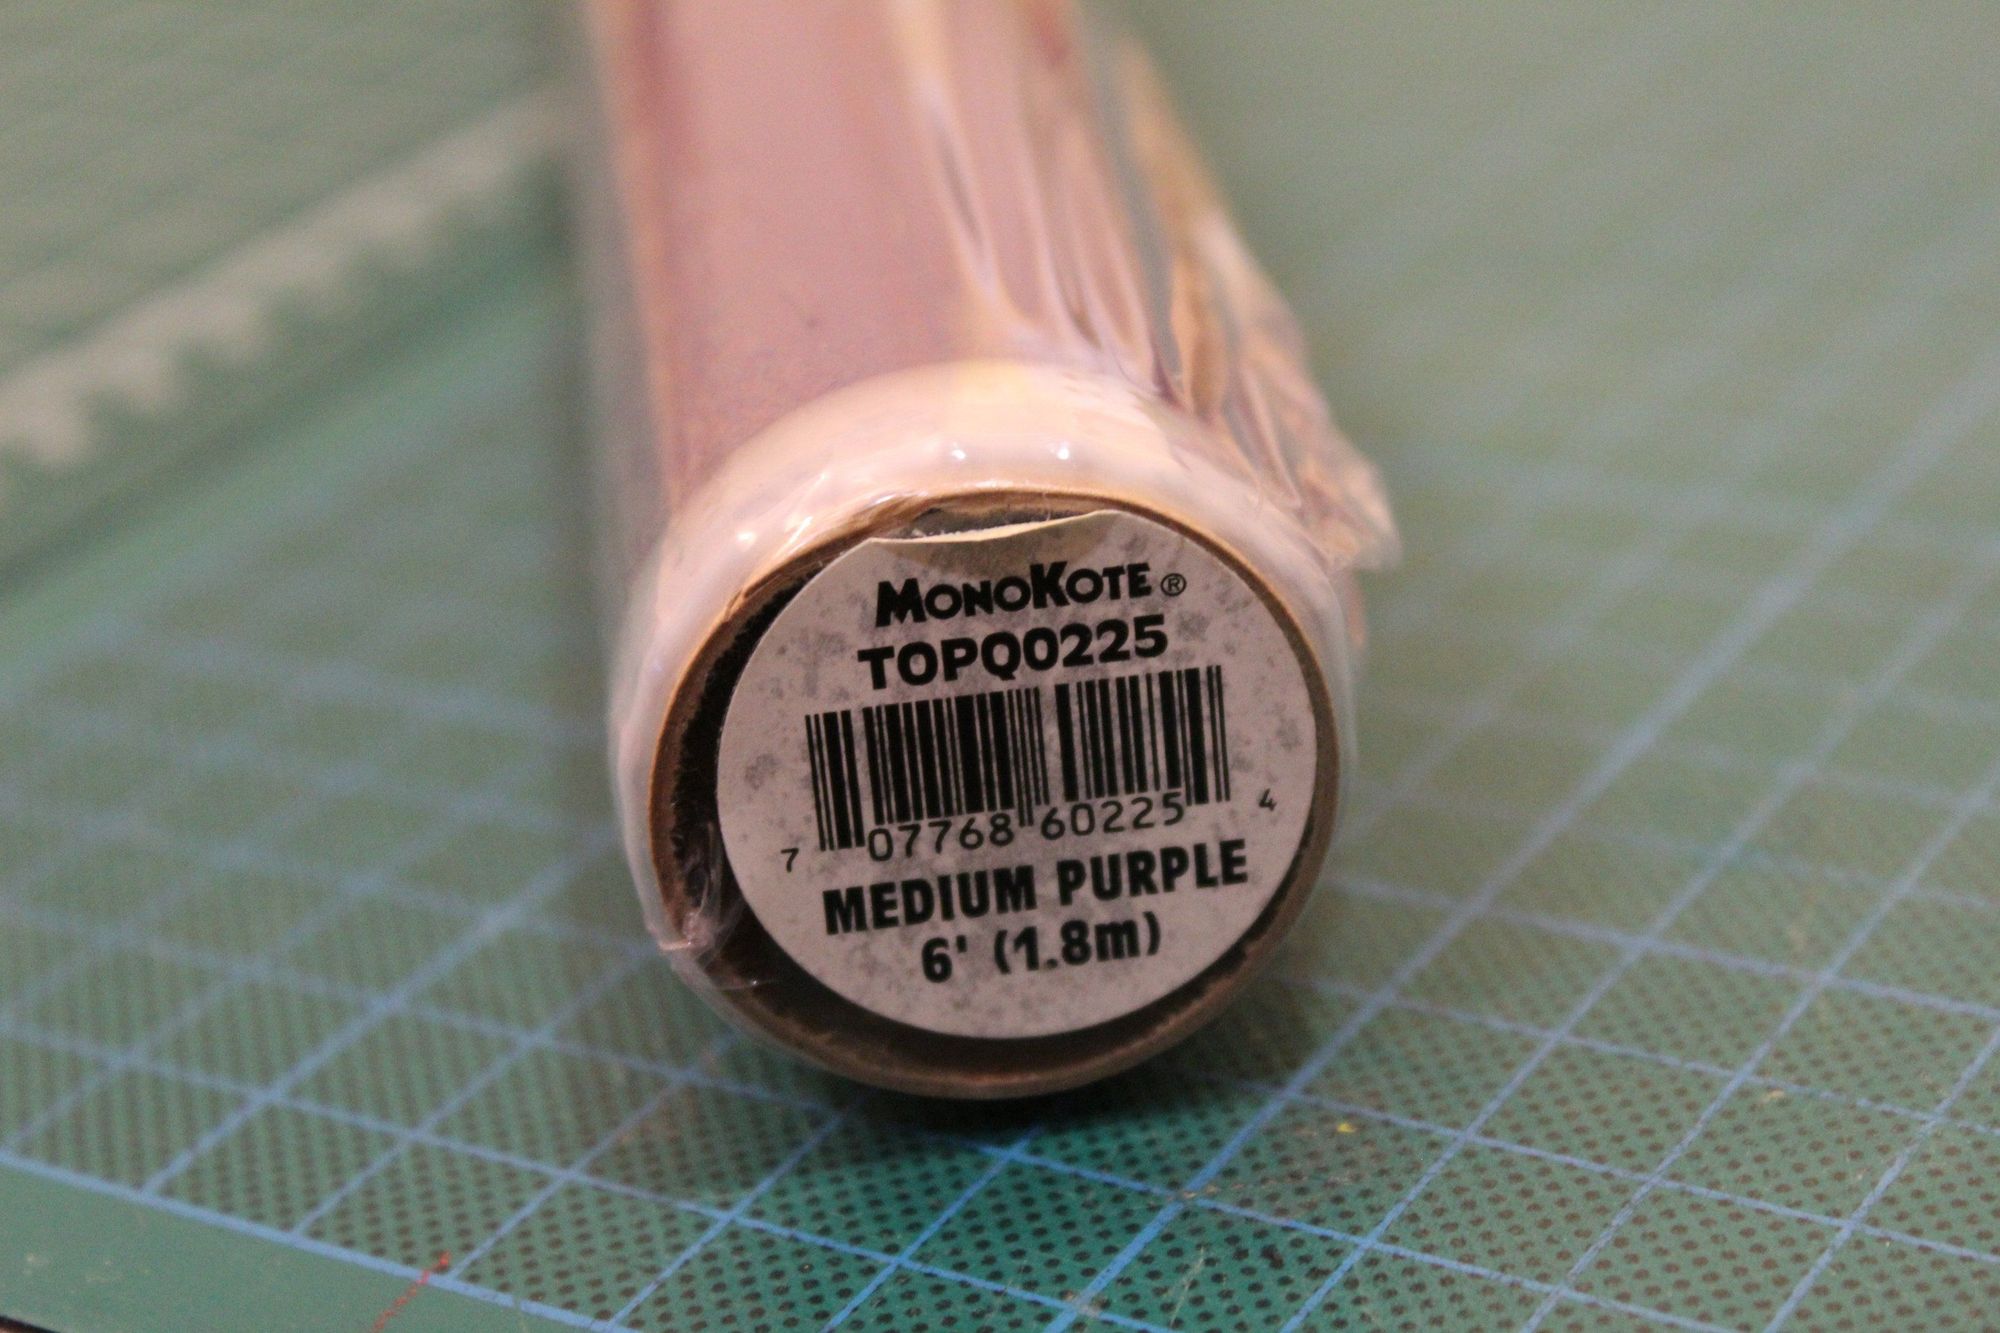 MONOKOTE®
TOPQ0225
7 07768 60225 4
MEDIUM PURPLE
6' (1.8m)